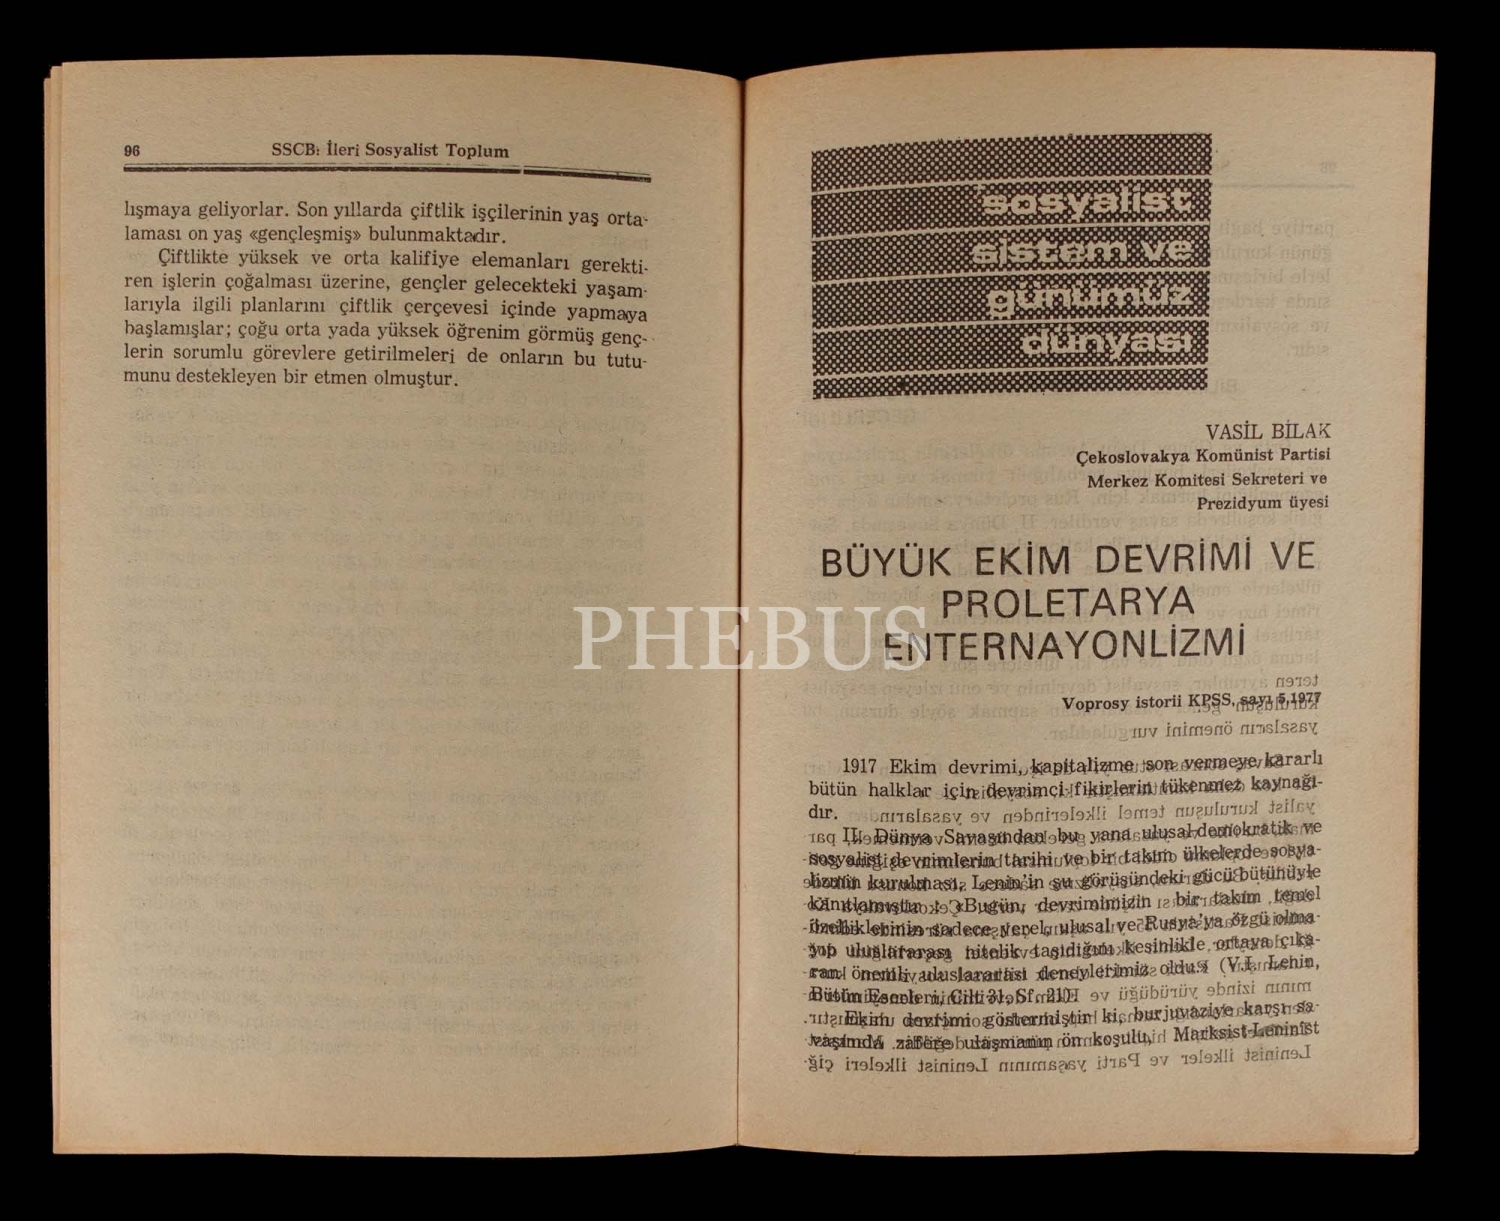 96
SSCB: İleri Sosyalist Toplum
lışmaya geliyorlar. Son yıllarda çiftlik işçilerinin yaş orta-
laması on yaş «gençleşmiş» bulunmaktadır.
Çiftlikte yüksek ve orta kalifiye elemanları gerekti-
ren işlerin çoğalması üzerine, gençler gelecekteki yaşam-
larıyla ilgili planlarını çiftlik çerçevesi içinde yapmaya
başlamışlar; çoğu orta yada yüksek öğrenim görmüş genç-
lerin sorumlu görevlere getirilmeleri de onların bu tutu-
munu destekleyen bir etmen olmuştur.
sosyalist
sistem ve
günümüz
dünyası
VASİL BİLAK
Çekoslovakya Komünist Partisi
Merkez Komitesi Sekreteri ve
Prezidyum üyesi
BÜYÜK EKİM DEVRİMİ VE
PROLETARYA
ENTERNAYONLİZMİ
PHEBUS
Voprosy istorii KPSS, sayı 5,1977
1917 Ekim devrimi, kapitalizme son vermeye kararlı
bütün halklar için devrimci fikirlerin tükenmez kaynağı-
dır.
II. Dünya Savaşından bu yana ulusal-demokratik ve
sosyalist devrimlerin tarihi ve bir takım ülkelerde sosya-
lizmin kurulması, Lenin'in şu görüşündeki gücü bütünüyle
kanıtlamıştır: «Bugün, devrimimizin bir takım temel
özelliklerinin sadece yerel, ulusal ve Rusya'ya özgü olma-
yıp uluslararası nitelik taşıdığını kesinlikle ortaya çıka-
ran önemli uluslararası deneylerimiz oldu.» (V.I. Lenin,
Bütün Eserleri, Cilt 31, Sf. 21)
Ekim devrimi göstermiştir ki, burjuvaziye karşı sa-
vaşımda zafere ulaşmanın ön koşulu, Marksist-Leninist